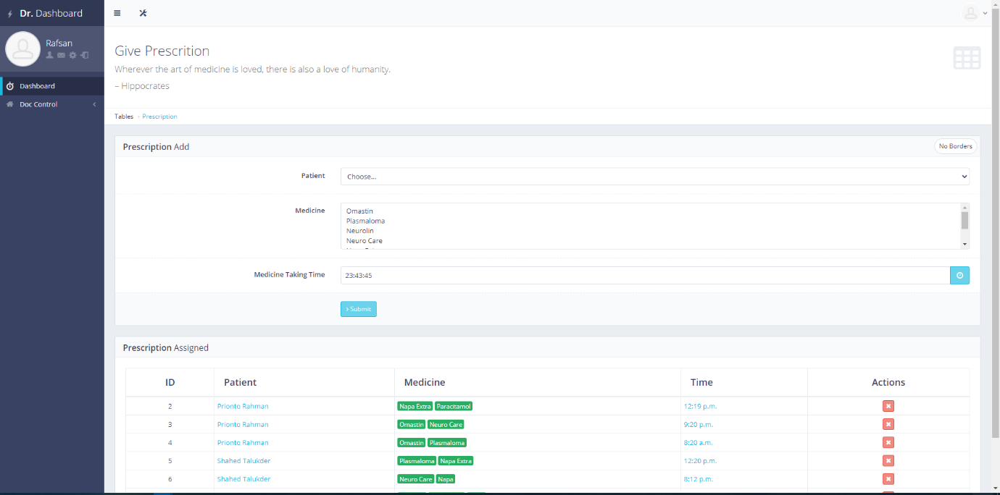 Dr. Dashboard
Rafsan
Dashboard
Doc Control
Give Prescrition
Wherever the art of medicine is loved, there is also a love of humanity.
– Hippocrates
Tables › Prescription
Prescription Add
No Borders
Patient
Choose...
Medicine
Omastin
Plasmaloma
Neurolin
Neuro Care
Medicine Taking Time
23:43:45
› Submit
Prescription Assigned
ID Patient Medicine Time Actions
2 Prionto Rahman Napa Extra Paracitamol 12:19 p.m.
3 Prionto Rahman Omastin Neuro Care 9:20 p.m.
4 Prionto Rahman Omastin Plasmaloma 8:20 a.m.
5 Shahed Talukder Plasmaloma Napa Extra 12:20 p.m.
6 Shahed Talukder Neuro Care Napa 8:12 p.m.